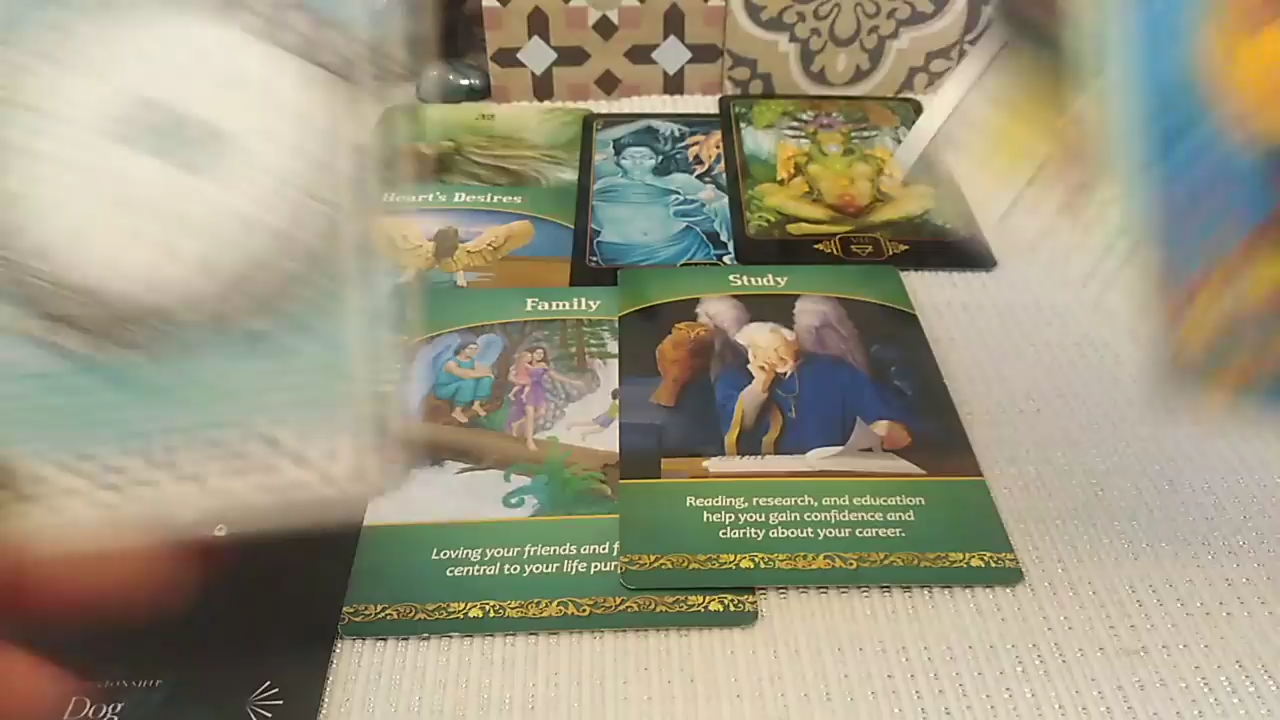 Heart's Desires
Family
Study
Reading, research, and education
help you gain confidence and
clarity about your career.
Loving your friends and f
central to your life pur
VII
Dog